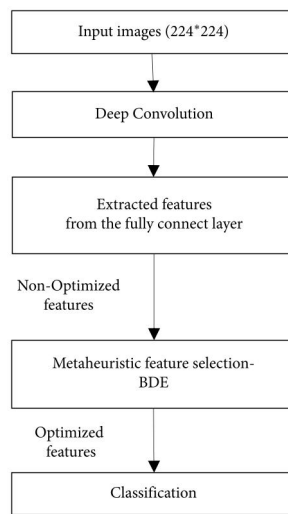 Input images (224*224)
Deep Convolution
Extracted features
from the fully connect layer
Non-Optimized
features
Metaheuristic feature selection-
BDE
Optimized
features
Classification